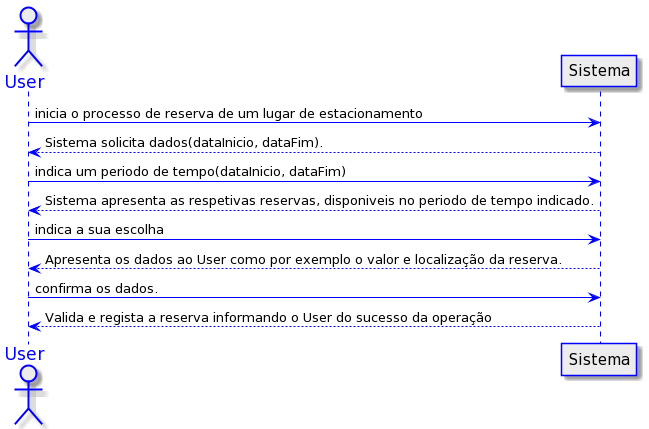 User
Sistema
inicia o processo de reserva de um lugar de estacionamento
Sistema solicita dados(dataInicio, dataFim).
indica um periodo de tempo(dataInicio, dataFim)
Sistema apresenta as respetivas reservas, disponiveis no periodo de tempo indicado.
indica a sua escolha
Apresenta os dados ao User como por exemplo o valor e localização da reserva.
confirma os dados.
Valida e regista a reserva informando o User do sucesso da operação
User
Sistema